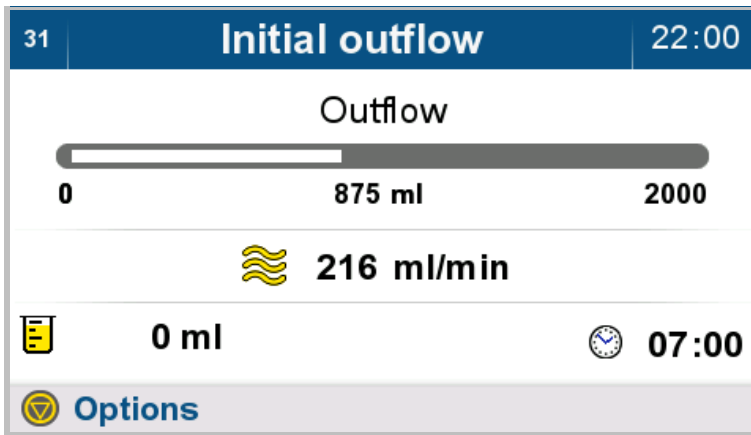 31 Initial outflow 22:00
Outflow
0 875 ml 2000
216 ml/min
0 ml 07:00
Options